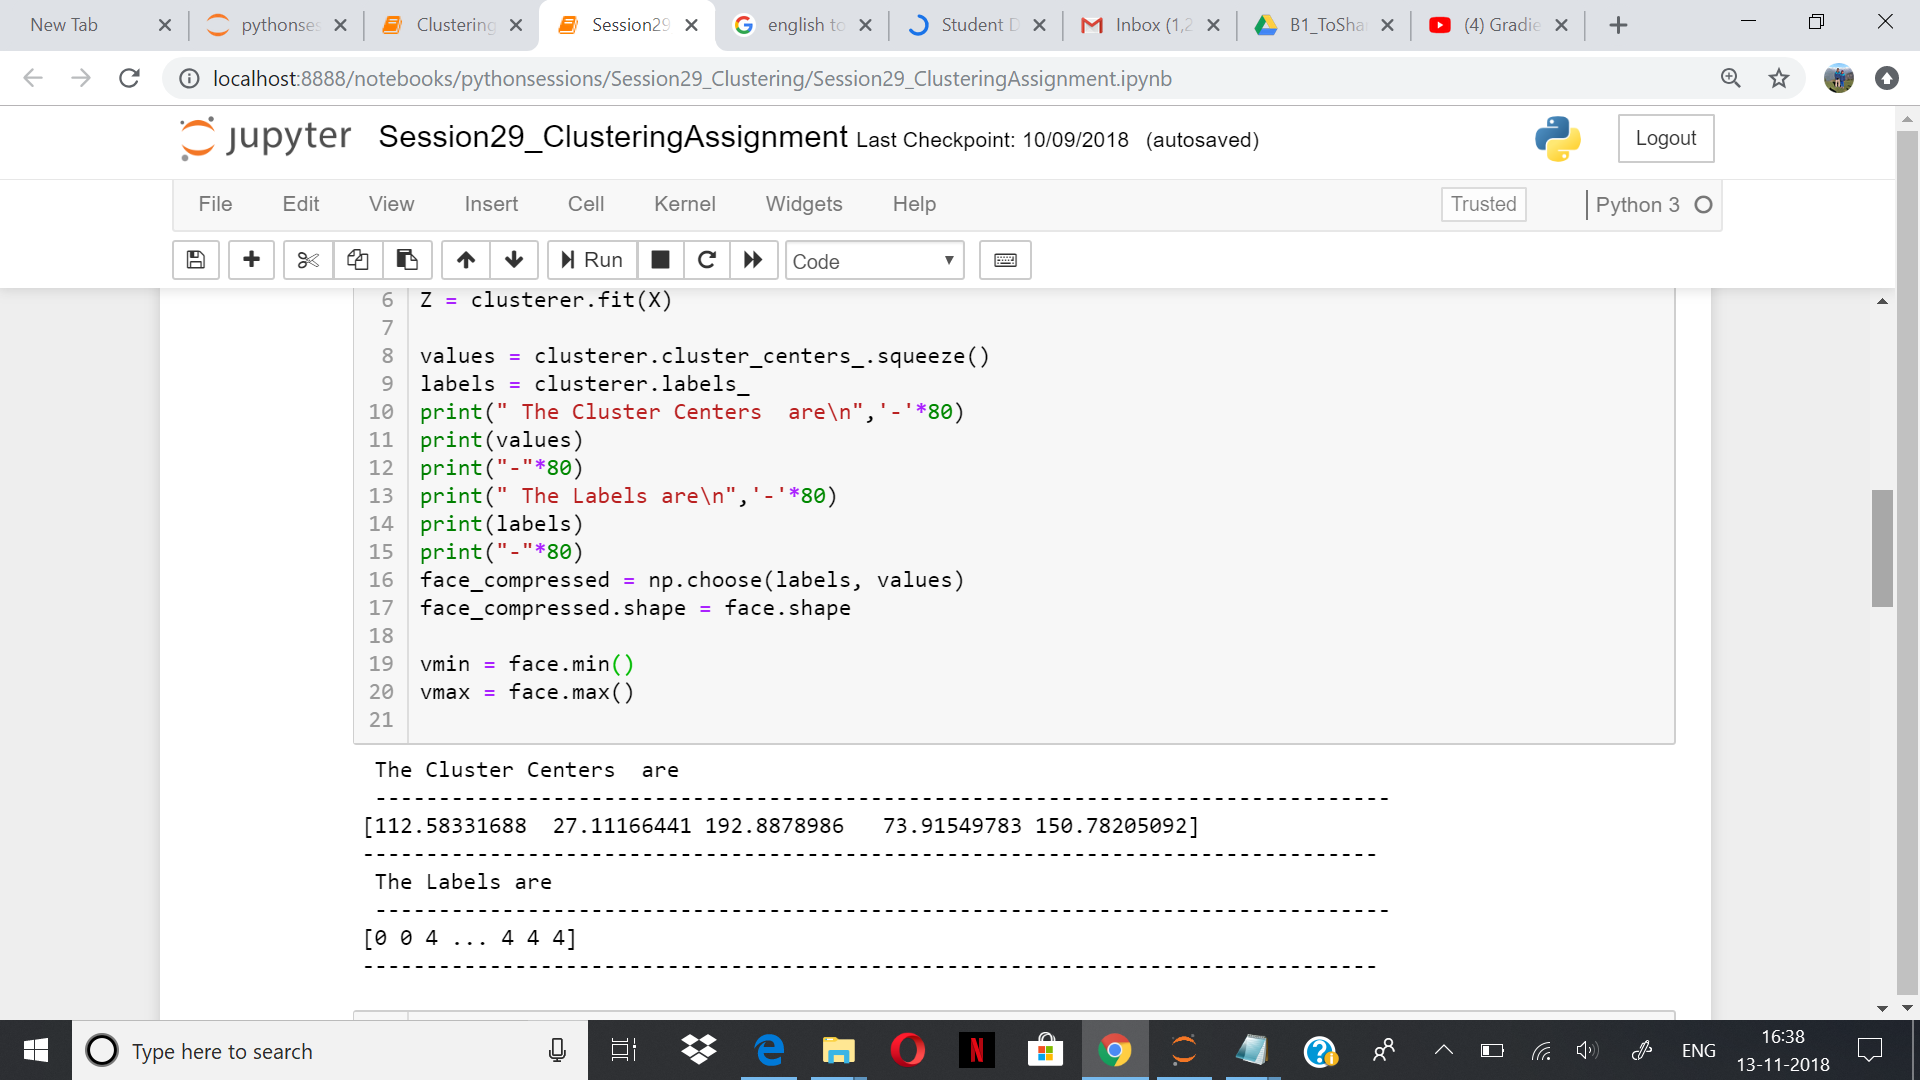 New Tab
pythonses
Clustering
Session29
english to
Student D
Inbox (1,2
B1_ToSha
(4) Gradie
localhost:8888/notebooks/pythonsessions/Session29_Clustering/Session29_ClusteringAssignment.ipynb
jupyter Session29_ClusteringAssignment Last Checkpoint: 10/09/2018 (autosaved)
Logout
File Edit View Insert Cell Kernel Widgets Help
Trusted
Python 3
Run
Code
6 Z = clusterer.fit(X)
7
8 values = clusterer.cluster_centers_.squeeze()
9 labels = clusterer.labels_
10 print(" The Cluster Centers  are\n",'-'*80)
11 print(values)
12 print("-"*80)
13 print(" The Labels are\n",'-'*80)
14 print(labels)
15 print("-"*80)
16 face_compressed = np.choose(labels, values)
17 face_compressed.shape = face.shape
18
19 vmin = face.min()
20 vmax = face.max()
21
The Cluster Centers  are
--------------------------------------------------------------------------------
[112.58331688  27.11166441 192.8878986   73.91549783 150.78205092]
--------------------------------------------------------------------------------
The Labels are
--------------------------------------------------------------------------------
[0 0 4 ... 4 4 4]
--------------------------------------------------------------------------------
Type here to search
N
ENG
16:38
13-11-2018